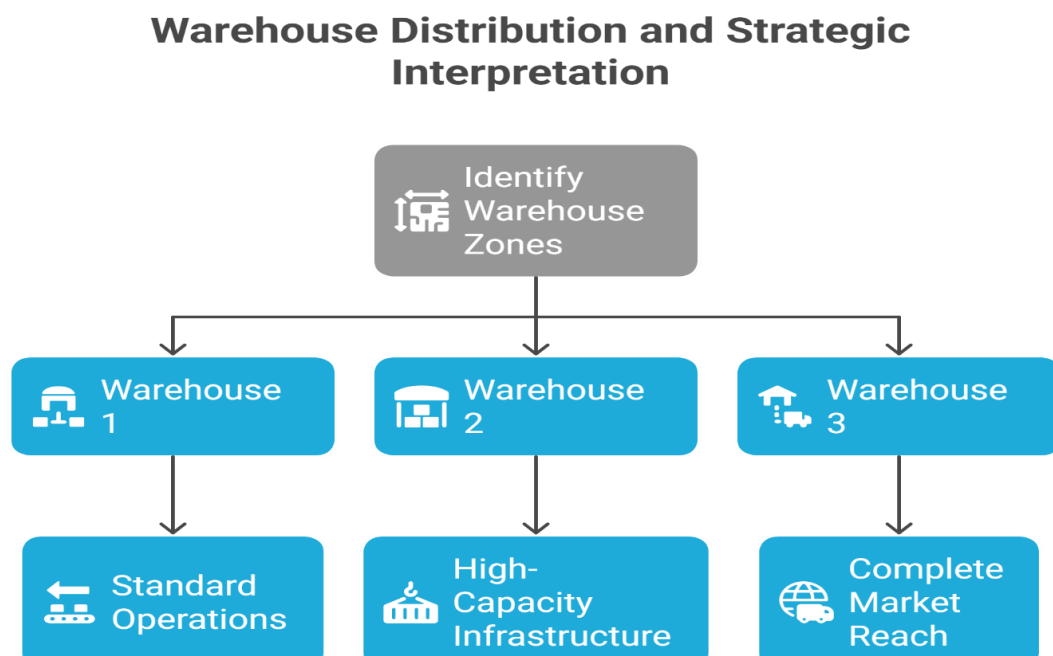 Warehouse Distribution and Strategic
Interpretation
Identify
Warehouse
Zones
Warehouse
1
Warehouse
2
Warehouse
3
Standard
Operations
High-
Capacity
Infrastructure
Complete
Market
Reach